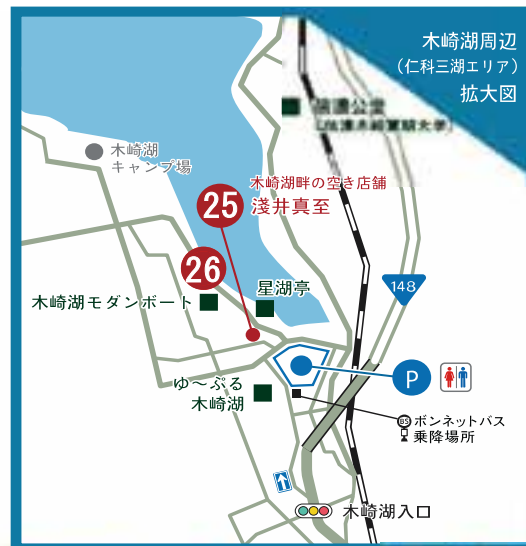 木崎湖周辺
（仁科三湖エリア）
拡大図
木崎湖
キャンプ場
木崎湖畔の空き店舗
25
淺井真至
26
148
木崎湖モダンボート
星湖亭
P
ゆ〜ぷる
木崎湖
BS
ボンネットバス
乗降場所
木崎湖入口